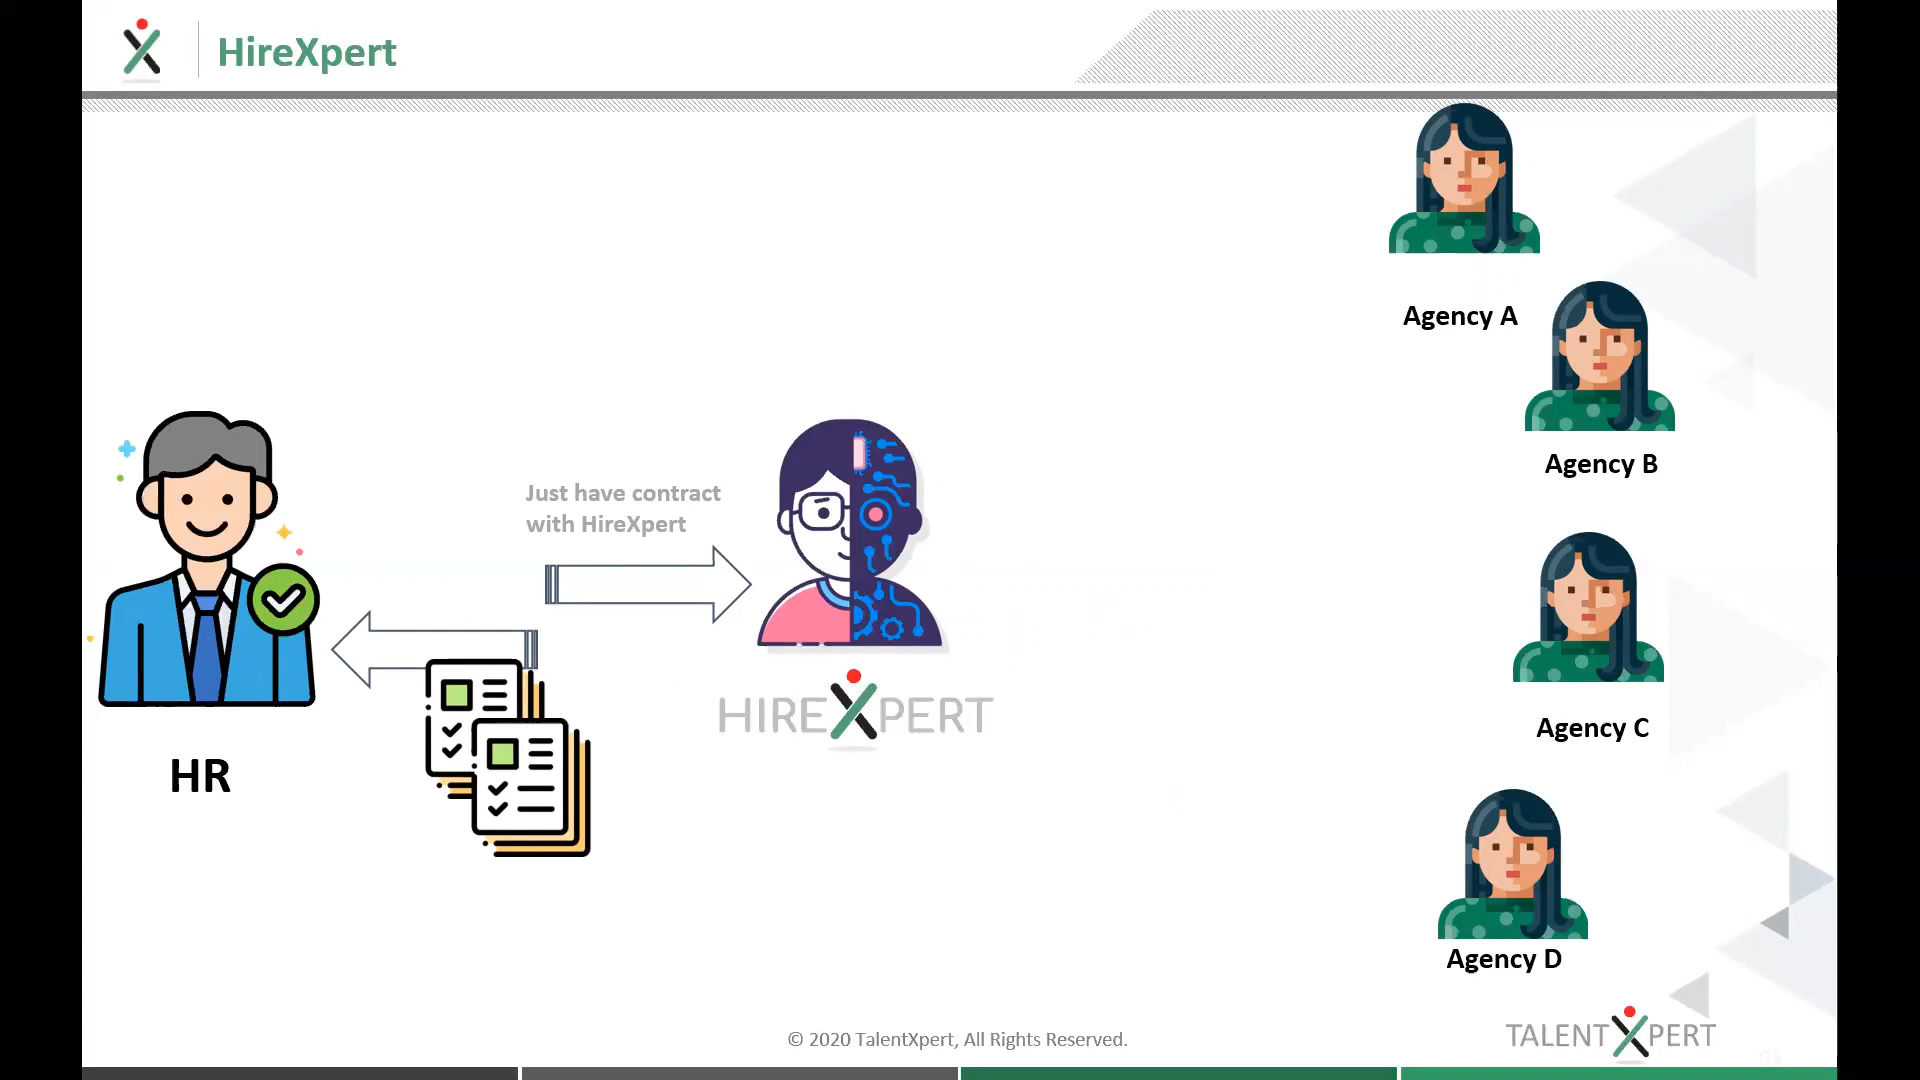 HireXpert
Agency A
Agency B
Just have contract
with HireXpert
HIREXPERT
Agency C
HR
Agency D
© 2020 TalentXpert, All Rights Reserved.
TALENTXPERT